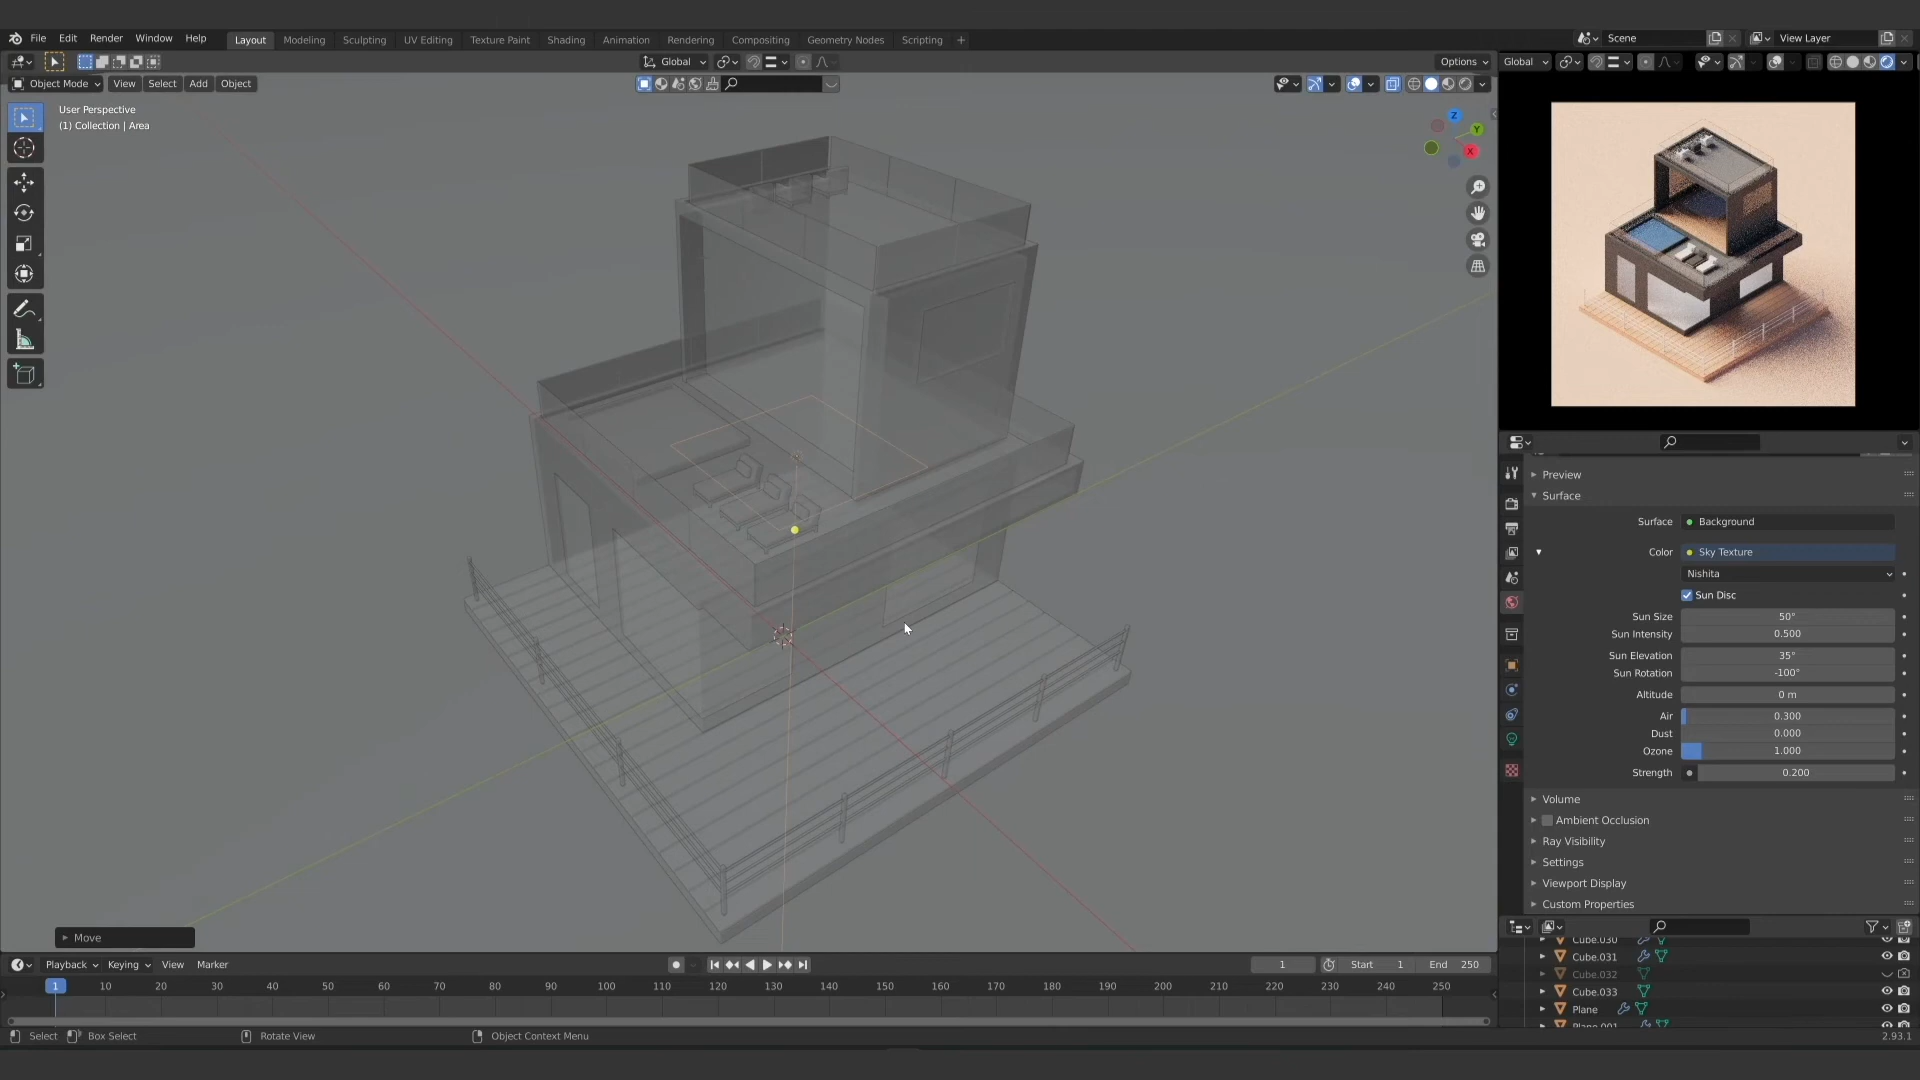 File Edit Render Window Help Layout Modeling Sculpting UV Editing Texture Paint Shading Animation Rendering Compositing Geometry Nodes Scripting + Scene View Layer
Global Options Global
Object Mode View Select Add Object
User Perspective
(1) Collection | Area
Z
Y
X
Preview
Surface
Surface Background
Color Sky Texture
Nishita
Sun Disc
Sun Size 50°
Sun Intensity 0.500
Sun Elevation 35°
Sun Rotation -100°
Altitude 0 m
Air 0.300
Dust 0.000
Ozone 1.000
Strength 0.200
Volume
Ambient Occlusion
Ray Visibility
Settings
Viewport Display
Custom Properties
Move
Cube.030
Cube.031
Cube.032
Cube.033
Plane
Plane.001
Playback Keying View Marker 1 Start 1 End 250
1 10 20 30 40 50 60 70 80 90 100 110 120 130 140 150 160 170 180 190 200 210 220 230 240 250
Select Box Select Rotate View Object Context Menu 2.93.1